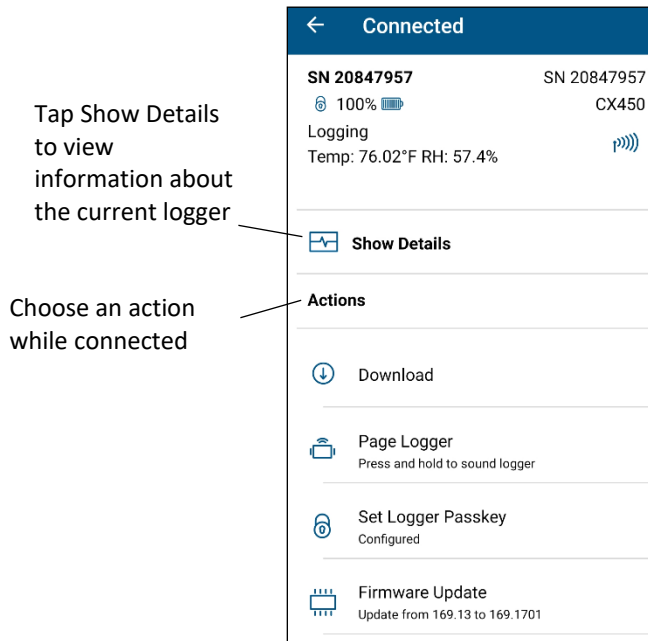 Connected
SN 20847957 SN 20847957
100% CX450
Logging
Temp: 76.02°F RH: 57.4%
Tap Show Details
to view
information about
the current logger
Show Details
Choose an action
while connected
Actions
Download
Page Logger
Press and hold to sound logger
Set Logger Passkey
Configured
Firmware Update
Update from 169.13 to 169.1701